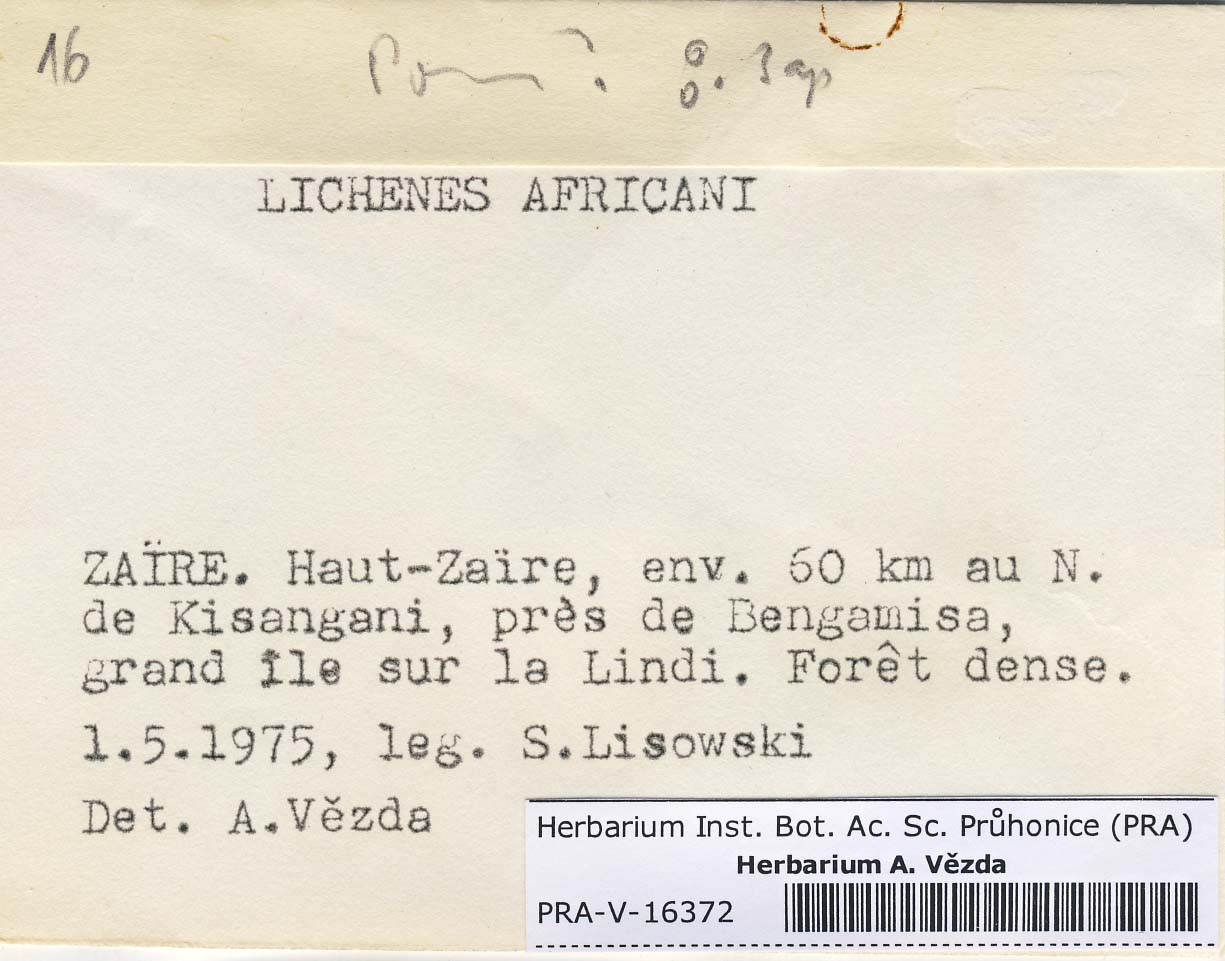 16
LICHENES AFRICANI
ZAÏRE. Haut-Zaïre, env. 60 km au N.
de Kisangani, près de Bengamisa,
grand île sur la Lindi. Forêt dense.
1.5.1975, leg. S.Lisowski
Det. A.Vězda
Herbarium Inst. Bot. Ac. Sc. Průhonice (PRA)
Herbarium A. Vězda
PRA-V-16372